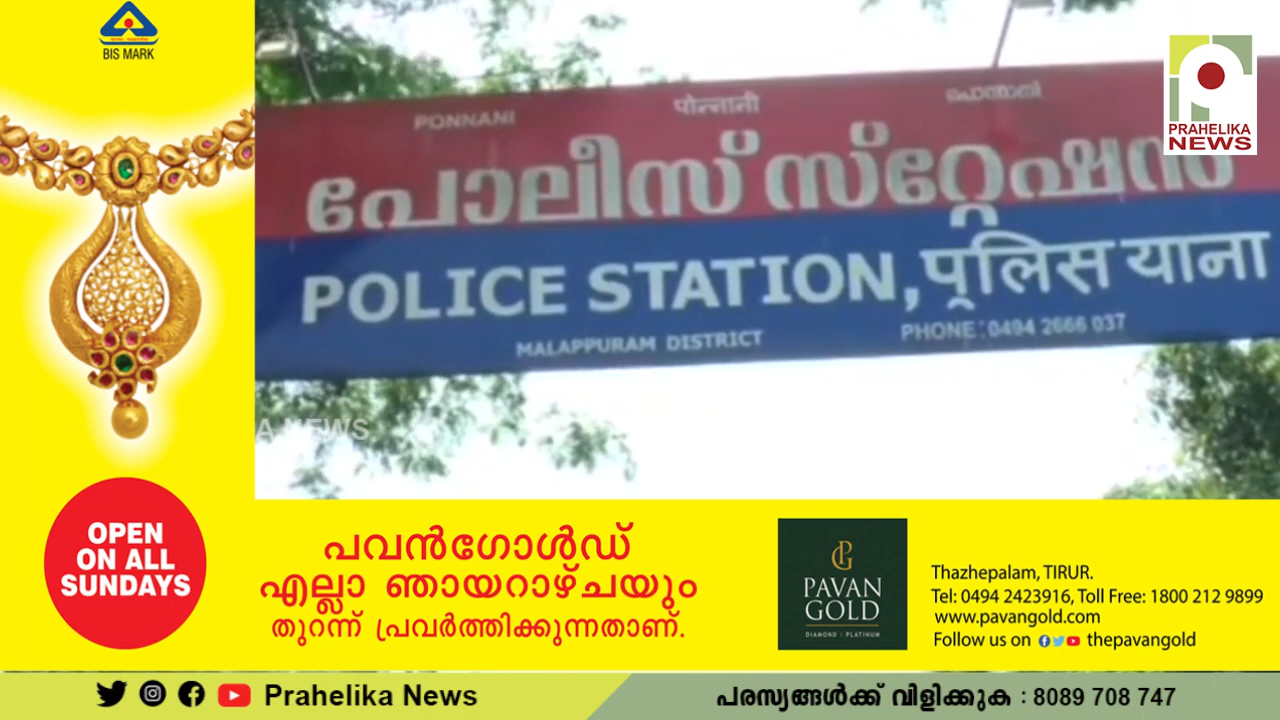 BIS MARK
PRAHELIKA
NEWS
PONNANI पोन्नानी പൊന്നാനി
പോലീസ് സ്റ്റേഷൻ
POLICE STATION, पुलिस याना
MALAPPURAM DISTRICT PHONE : 0494 2666 037
A NEWS
OPEN
ON ALL
SUNDAYS
പവൻഗോൾഡ്
എല്ലാ ഞായറാഴ്ചയും
തുറന്ന് പ്രവർത്തിക്കുന്നതാണ്.
PAVAN
GOLD
DIAMOND | PLATINUM
Thazhepalam, TIRUR.
Tel: 0494 2423916, Toll Free: 1800 212 9899
www.pavangold.com
Follow us on thepavangold
Prahelika News
പരസ്യങ്ങൾക്ക് വിളിക്കുക : 8089 708 747